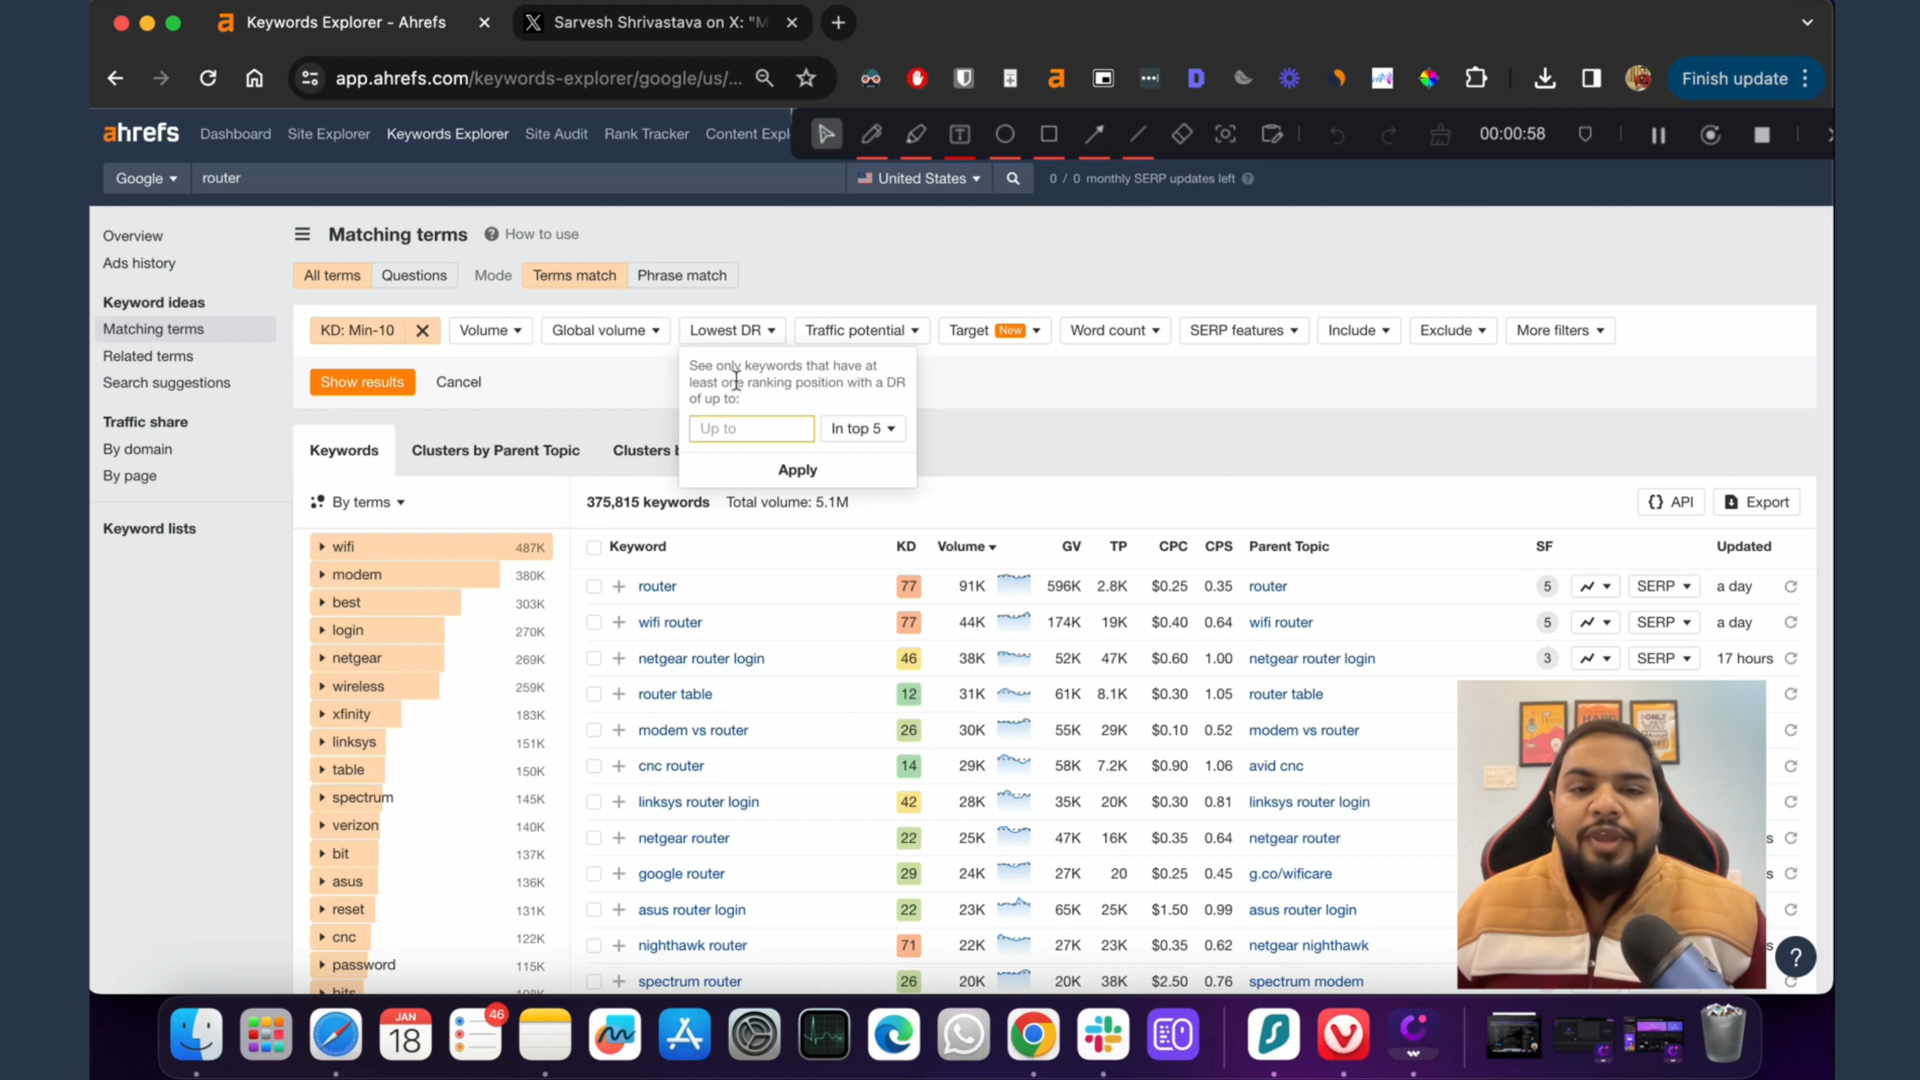 Keywords Explorer - Ahrefs
Sarvesh Shrivastava on X: "M
app.ahrefs.com/keywords-explorer/google/us/...
Finish update
ahrefs
Dashboard
Site Explorer
Keywords Explorer
Site Audit
Rank Tracker
Content Expl
00:00:58
Google
router
United States
0 / 0 monthly SERP updates left
Overview
Ads history
Keyword ideas
Matching terms
Related terms
Search suggestions
Traffic share
By domain
By page
Keyword lists
Matching terms
How to use
All terms
Questions
Mode
Terms match
Phrase match
KD: Min-10
Volume
Global volume
Lowest DR
Traffic potential
Target New
Word count
SERP features
Include
Exclude
More filters
Show results
Cancel
See only keywords that have at
least one ranking position with a DR
of up to:
Up to
In top 5
Apply
Keywords
Clusters by Parent Topic
Clusters b
By terms
375,815 keywords
Total volume: 5.1M
API
Export
wifi 487K
modem 380K
best 303K
login 270K
netgear 269K
wireless 259K
xfinity 183K
linksys 151K
table 150K
spectrum 145K
verizon 140K
bit 137K
asus 136K
reset 131K
cnc 122K
password 115K
Keyword KD Volume GV TP CPC CPS Parent Topic SF Updated
router 77 91K 596K 2.8K $0.25 0.35 router 5 SERP a day
wifi router 77 44K 174K 19K $0.40 0.64 wifi router 5 SERP a day
netgear router login 46 38K 52K 47K $0.60 1.00 netgear router login 3 SERP 17 hours
router table 12 31K 61K 8.1K $0.30 1.05 router table
modem vs router 26 30K 55K 29K $0.10 0.52 modem vs router
cnc router 14 29K 58K 7.2K $0.90 1.06 avid cnc
linksys router login 42 28K 35K 20K $0.30 0.81 linksys router login
netgear router 22 25K 47K 16K $0.35 0.64 netgear router s
google router 29 24K 27K 20 $0.25 0.45 g.co/wificare s
asus router login 22 23K 65K 25K $1.50 0.99 asus router login
nighthawk router 71 22K 27K 23K $0.35 0.62 netgear nighthawk s
spectrum router 26 20K 20K 38K $2.50 0.76 spectrum modem
?
JAN
18
46